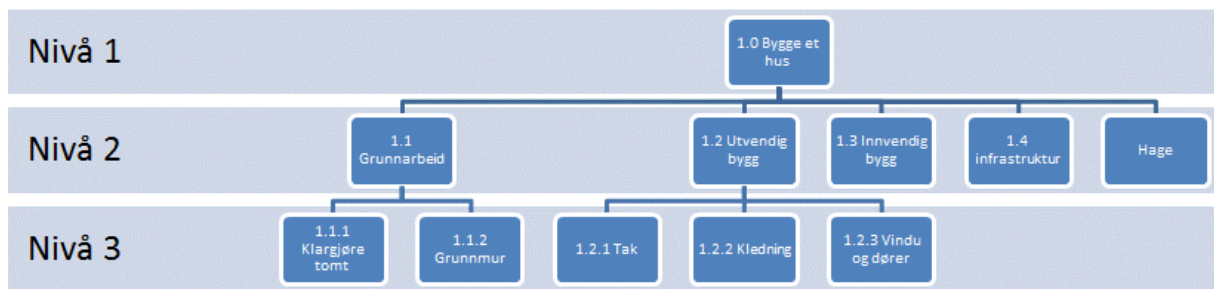 Nivå 1
1.0 Bygge et
hus
Nivå 2
1.1
Grunnarbeid
1.2 Utvendig
bygg
1.3 Innvendig
bygg
1.4
infrastruktur
Hage
Nivå 3
1.1.1
Klargjøre
tomt
1.1.2
Grunnmur
1.2.1 Tak
1.2.2 Kledning
1.2.3 Vindu
og dører